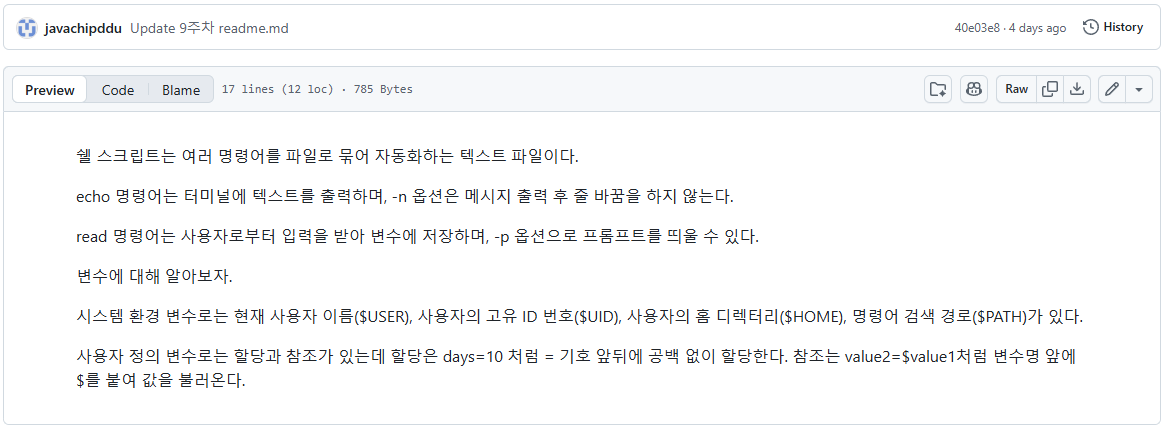 javachipddu Update 9주차 readme.md 40e03e8 · 4 days ago History
Preview Code Blame 17 lines (12 loc) · 785 Bytes Raw
쉘 스크립트는 여러 명령어를 파일로 묶어 자동화하는 텍스트 파일이다.
echo 명령어는 터미널에 텍스트를 출력하며, -n 옵션은 메시지 출력 후 줄 바꿈을 하지 않는다.
read 명령어는 사용자로부터 입력을 받아 변수에 저장하며, -p 옵션으로 프롬프트를 띄울 수 있다.
변수에 대해 알아보자.
시스템 환경 변수로는 현재 사용자 이름($USER), 사용자의 고유 ID 번호($UID), 사용자의 홈 디렉터리($HOME), 명령어 검색 경로($PATH)가 있다.
사용자 정의 변수로는 할당과 참조가 있는데 할당은 days=10 처럼 = 기호 앞뒤에 공백 없이 할당한다. 참조는 value2=$value1처럼 변수명 앞에
$를 붙여 값을 불러온다.